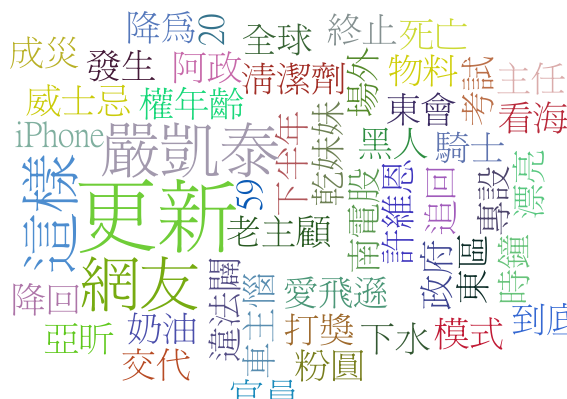 降為
20
全球
終止
死亡
成災
發生
阿政
清潔劑
場外
物料
考試
主任
威士忌
權年齡
東會
看海
iPhone
嚴凱泰
下半年
乾妹妹
黑人
騎士
這樣
更新
59
老主顧
南電股
許維恩
追回
專設
漂亮
網友
違法闢
車主惱
愛飛遜
政府
東區
時鐘
降回
亞昕
奶油
打獎
下水
模式
到底
交代
粉圓
官員